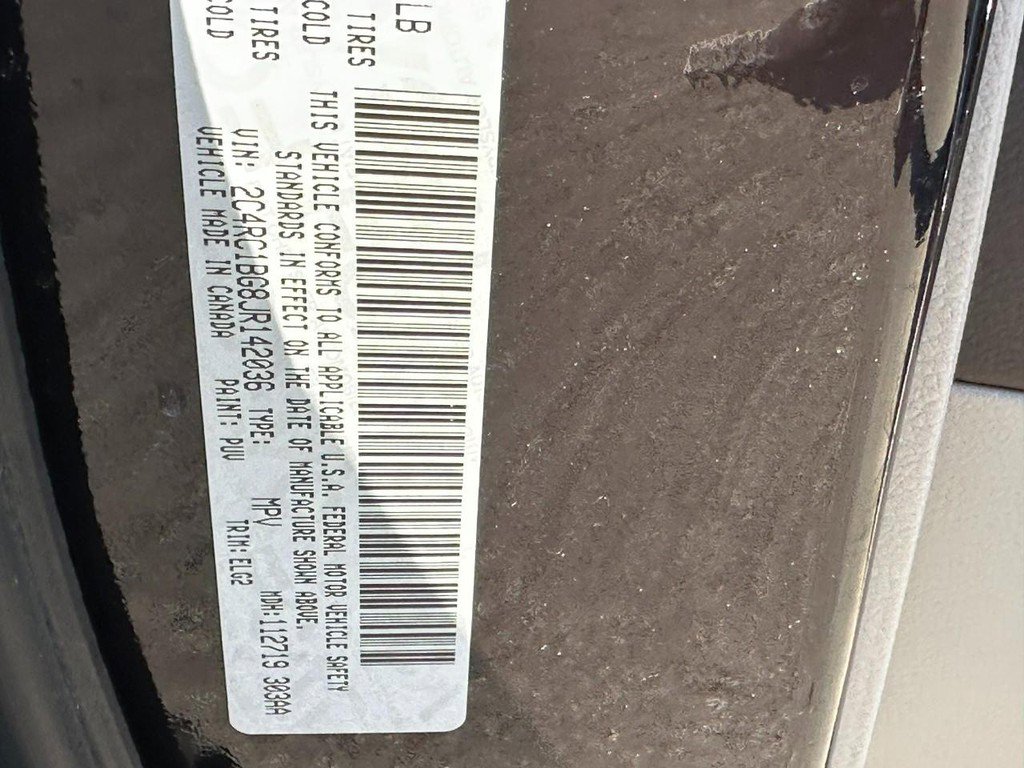 LB
TIRES COLD
TIRES COLD
THIS VEHICLE CONFORMS TO ALL APPLICABLE U.S.A. FEDERAL MOTOR VEHICLE SAFETY
STANDARDS IN EFFECT ON THE DATE OF MANUFACTURE SHOWN ABOVE.
VIN: 2C4RC1BG8JR142036 TYPE: MPV MDH:112719 303AA
VEHICLE MADE IN CANADA PAINT: PUV TRIM:ELG2